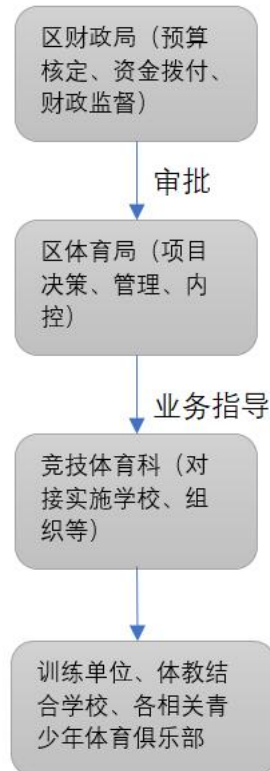 区财政局（预算
核定、资金拨付、
财政监督）
审批
区体育局（项目
决策、管理、内
控）
业务指导
竞技体育科（对
接实施学校、组
织等）
训练单位、体教结
合学校、各相关青
少年体育俱乐部